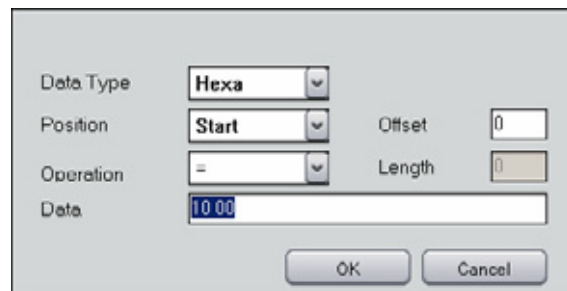 Data Type Hexa
Position Start Offset 0
Operation = Length 0
Data 10 00
OK Cancel